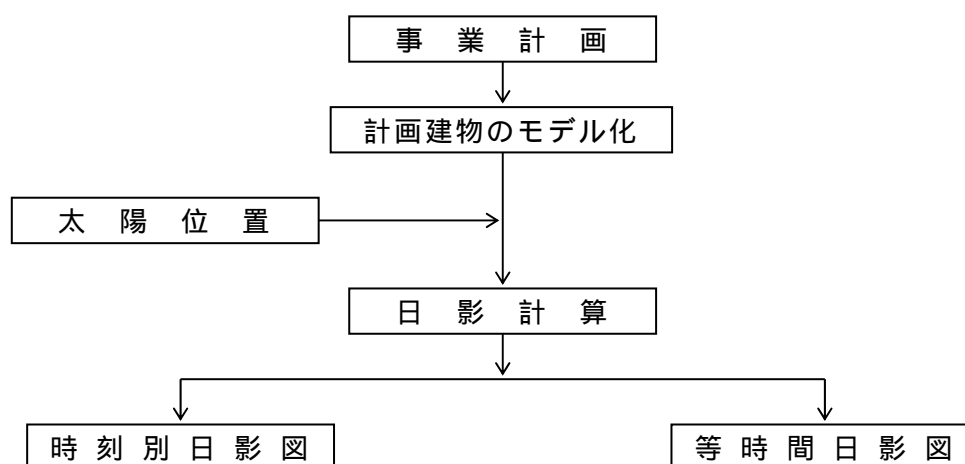 事業計画
計画建物のモデル化
太陽位置
日影計算
時刻別日影図
等時間日影図